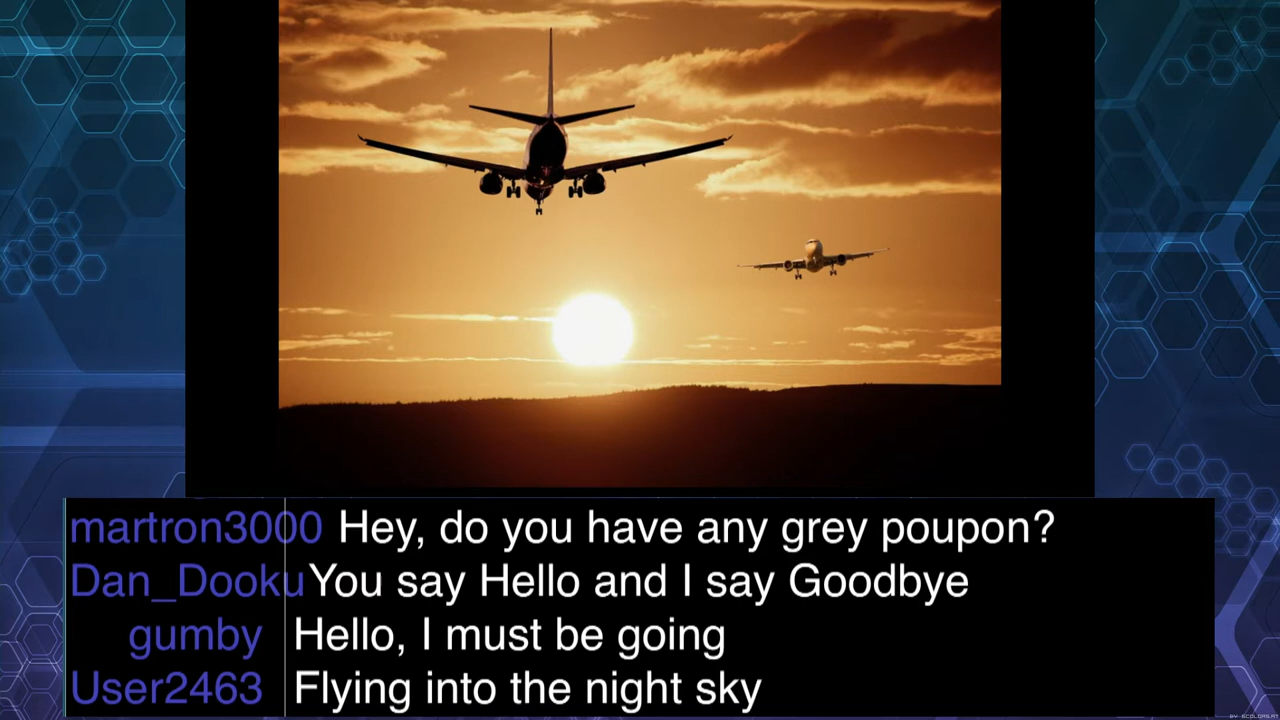 martron3000 Hey, do you have any grey poupon?
Dan_Dooku You say Hello and I say Goodbye
gumby Hello, I must be going
User2463 Flying into the night sky